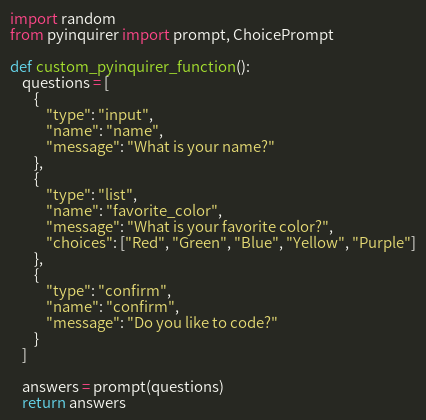 import random
from pyinquirer import prompt, ChoicePrompt

def custom_pyinquirer_function():
    questions = [
        {
            "type": "input",
            "name": "name",
            "message": "What is your name?"
        },
        {
            "type": "list",
            "name": "favorite_color",
            "message": "What is your favorite color?",
            "choices": ["Red", "Green", "Blue", "Yellow", "Purple"]
        },
        {
            "type": "confirm",
            "name": "confirm",
            "message": "Do you like to code?"
        }
    ]

    answers = prompt(questions)
    return answers